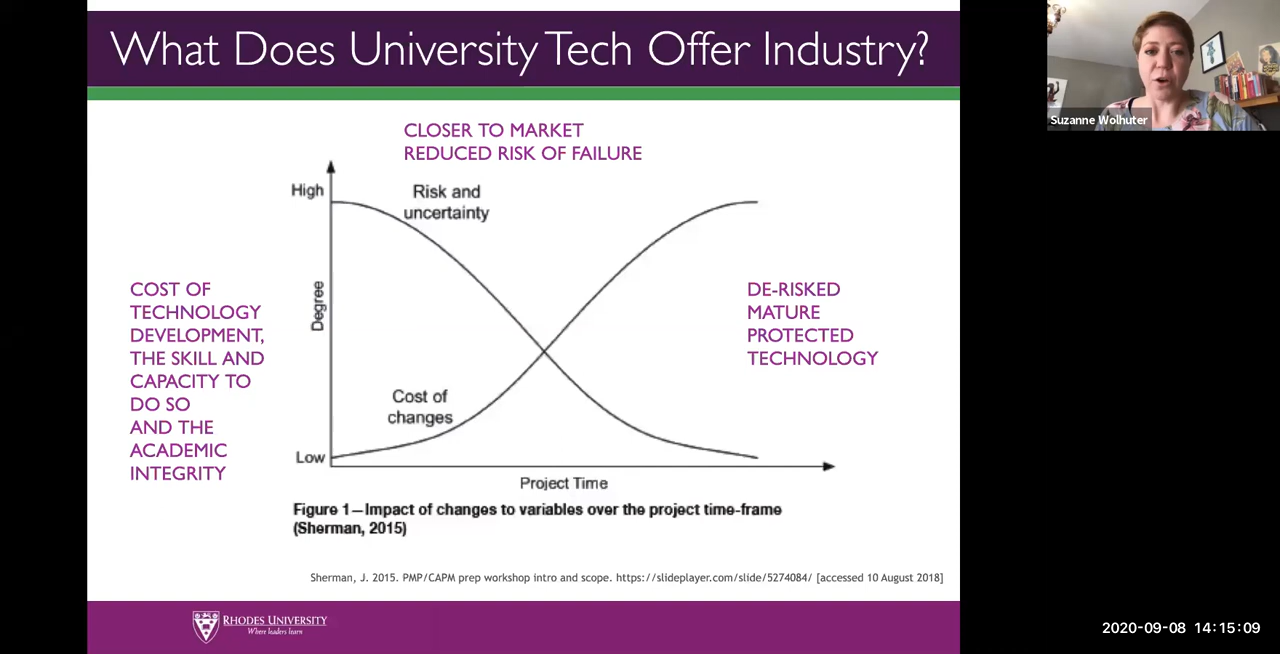 What Does University Tech Offer Industry?
CLOSER TO MARKET
REDUCED RISK OF FAILURE
High
Risk and
uncertainty
Degree
COST OF
TECHNOLOGY
DEVELOPMENT,
THE SKILL AND
CAPACITY TO
DO SO
AND THE
ACADEMIC
INTEGRITY
DE-RISKED
MATURE
PROTECTED
TECHNOLOGY
Cost of
changes
Low
Project Time
Figure 1—Impact of changes to variables over the project time-frame
(Sherman, 2015)
Sherman, J. 2015. PMP/CAPM prep workshop intro and scope. https://slideplayer.com/slide/5274084/ [accessed 10 August 2018]
RHODES UNIVERSITY
Where leaders learn
Suzanne Wolhuter
2020-09-08 14:15:09